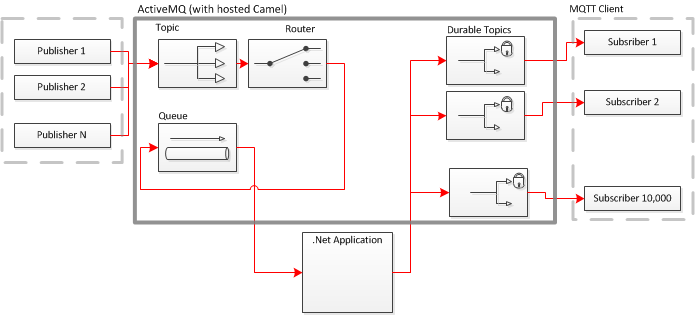 ActiveMQ (with hosted Camel)
MQTT Client
Topic
Router
Durable Topics
Publisher 1
Publisher 2
Publisher N
Subsriber 1
Subscriber 2
Queue
Subscriber 10,000
.Net Application